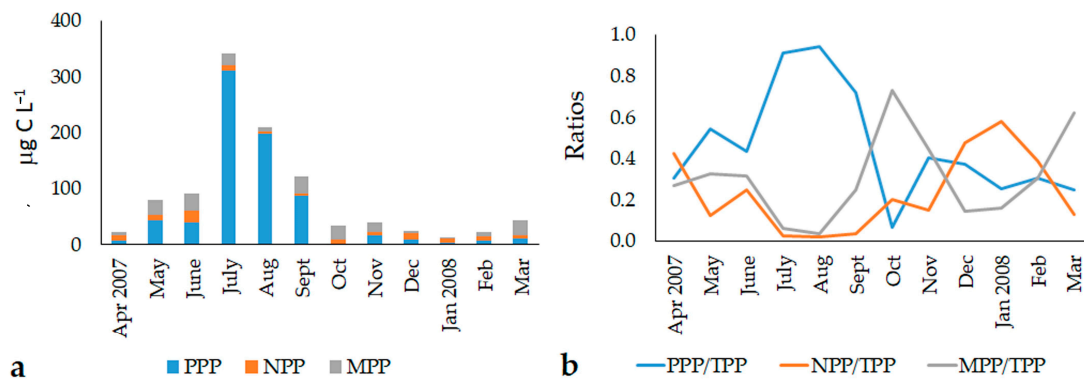 400
300
200
100
0
µg C L⁻¹
Apr 2007
May
June
July
Aug
Sept
Oct
Nov
Dec
Jan 2008
Feb
Mar
a
PPP NPP MPP
1.0
0.8
0.6
0.4
0.2
0.0
Ratios
Apr 2007
May
June
July
Aug
Sept
Oct
Nov
Dec
Jan 2008
Feb
Mar
b
PPP/TPP NPP/TPP MPP/TPP